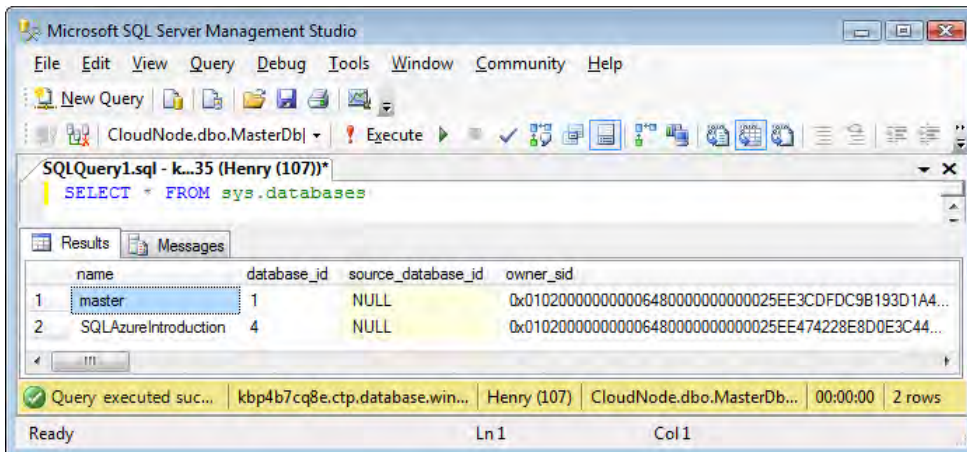 Microsoft SQL Server Management Studio
File Edit View Query Debug Tools Window Community Help
New Query
CloudNode.dbo.MasterDb| Execute
SQLQuery1.sql - k...35 (Henry (107))*
SELECT * FROM sys.databases
Results Messages
name database_id source_database_id owner_sid
1 master 1 NULL
2 SQLAzureIntroduction 4 NULL
Query executed suc... kbp4b7cq8e.ctp.database.win... Henry (107) CloudNode.dbo.MasterDb... 00:00:00 2 rows
Ready Ln 1 Col 1